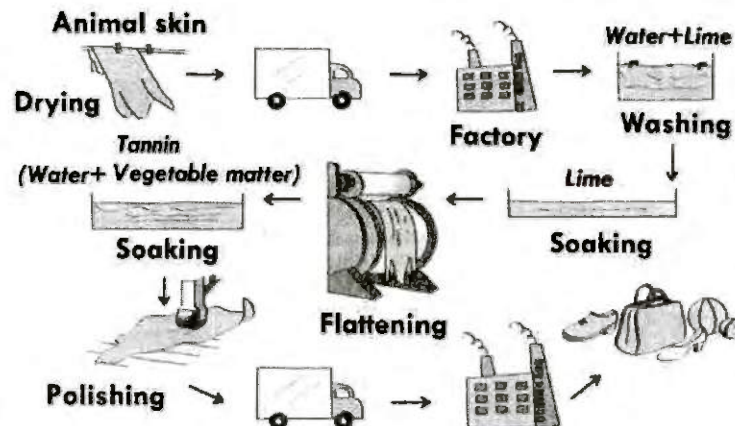 Animal skin
Drying
Factory
Water+Lime
Washing
Tannin
(Water+ Vegetable matter)
Soaking
Flattening
Lime
Soaking
Polishing